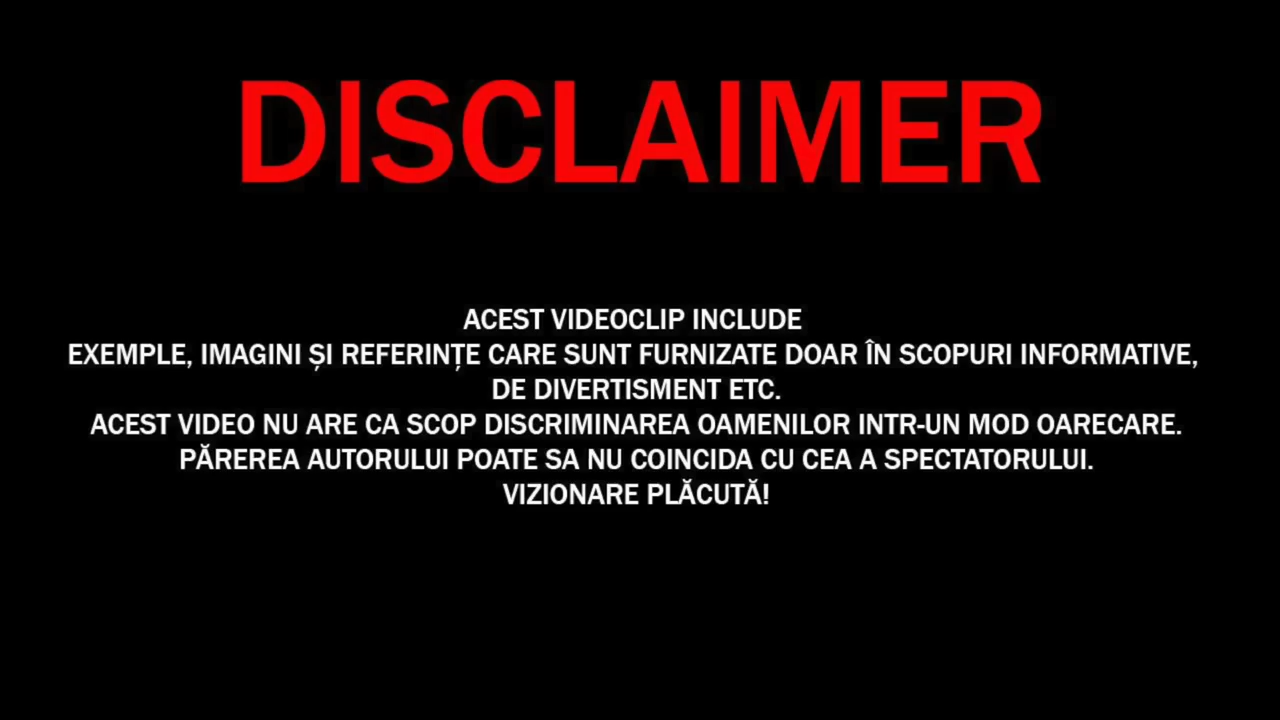 DISCLAIMER
ACEST VIDEOCLIP INCLUDE
EXEMPLE, IMAGINI ȘI REFERINȚE CARE SUNT FURNIZATE DOAR ÎN SCOPURI INFORMATIVE,
DE DIVERTISMENT ETC.
ACEST VIDEO NU ARE CA SCOP DISCRIMINAREA OAMENILOR INTR-UN MOD OARECARE.
PĂREREA AUTORULUI POATE SA NU COINCIDA CU CEA A SPECTATORULUI.
VIZIONARE PLĂCUTĂ!